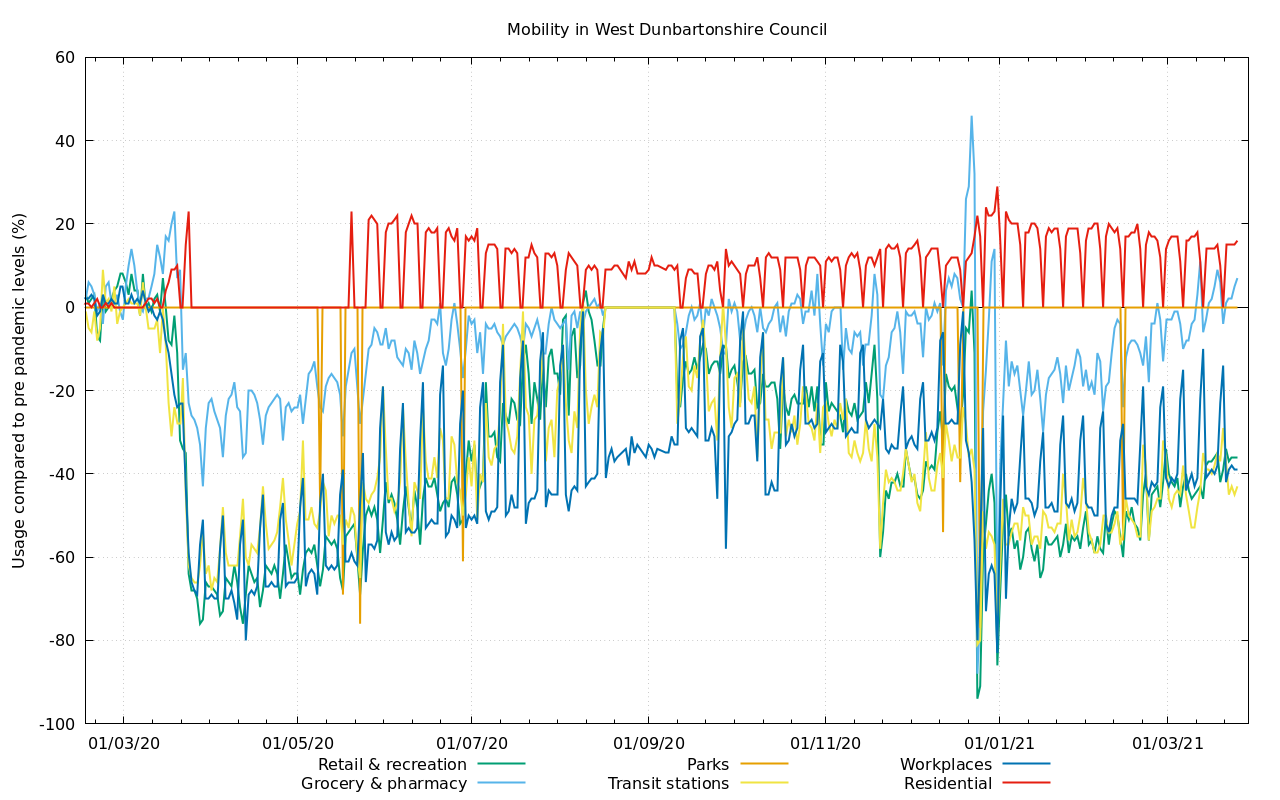 Mobility in West Dunbartonshire Council
Usage compared to pre pandemic levels (%)
60
40
20
0
-20
-40
-60
-80
-100
01/03/20 01/05/20 01/07/20 01/09/20 01/11/20 01/01/21 01/03/21
Retail & recreation Parks Workplaces
Grocery & pharmacy Transit stations Residential